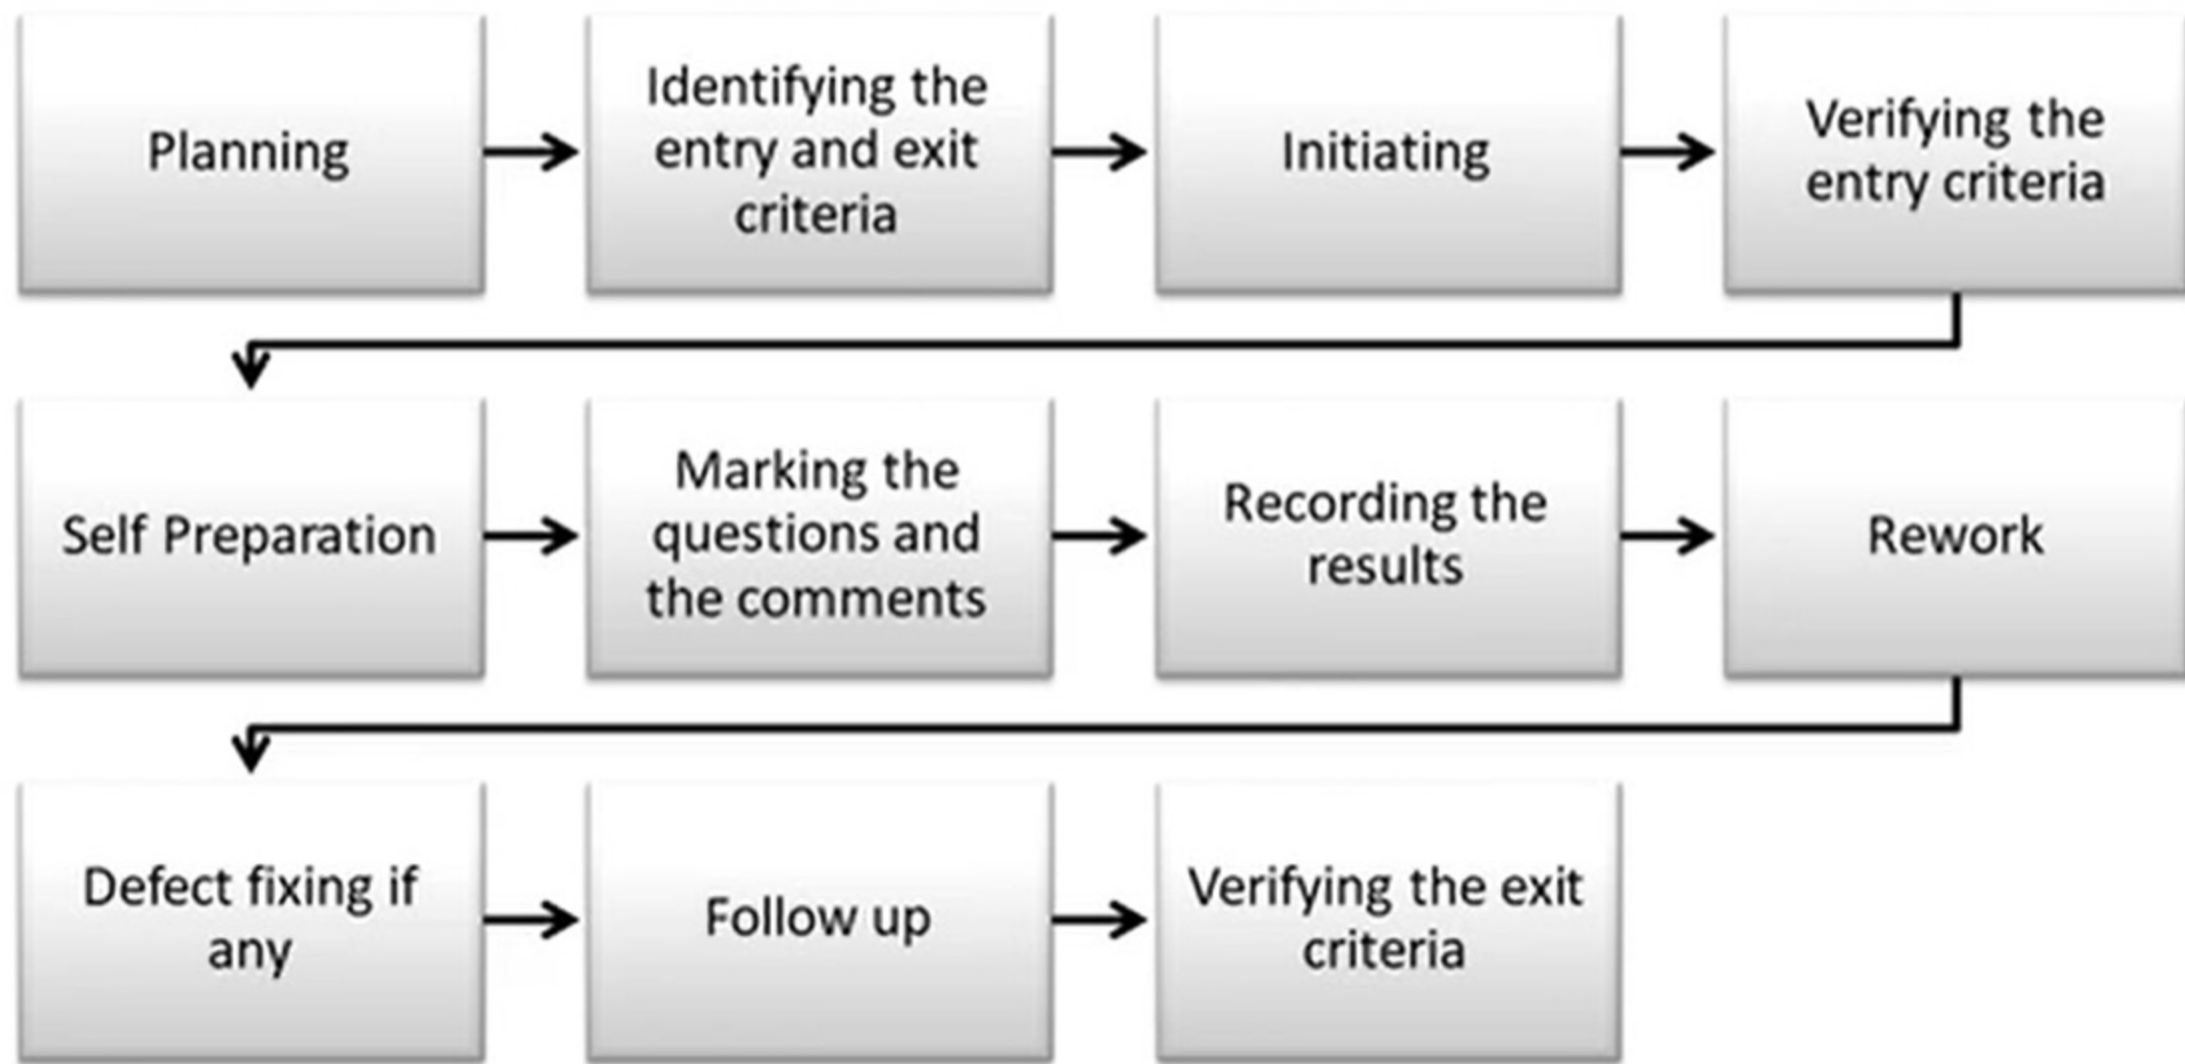 Planning
Identifying the
entry and exit
criteria
Initiating
Verifying the
entry criteria
Self Preparation
Marking the
questions and
the comments
Recording the
results
Rework
Defect fixing if
any
Follow up
Verifying the exit
criteria